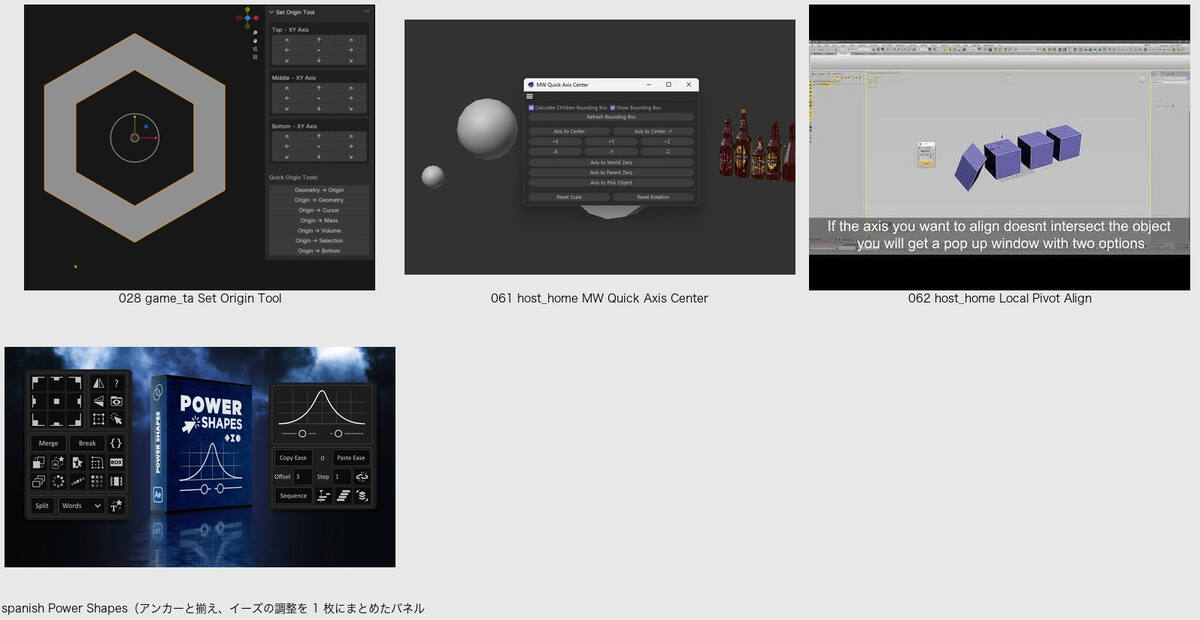 Set Origin Tool
Top - XY Axis
Middle - XY Axis
Bottom - XY Axis
Quick Origin Tools:
Geometry → Origin
Origin → Geometry
Origin → Cursor
Origin → Mass
Origin → Volume
Origin → Selection
Origin → Bottom
028 game_ta Set Origin Tool
MW Quick Axis Center
Calculate Children Bounding Box Show Bounding Box
Refresh Bounding Box
Axis to Center Axis to Center -Y
+X +Y +Z
-X -Y -Z
Axis to World Zero
Axis to Parent Zero
Axis to Pick Object
Reset Scale Reset Rotation
061 host_home MW Quick Axis Center
If the axis you want to align doesnt intersect the object
you will get a pop up window with two options
062 host_home Local Pivot Align
?
Merge Break { }
BOX
Split Words
POWER SHAPES
Ae
POWER
SHAPES
Copy Ease 0 Paste Ease
Offset 3 Step 1
Sequence
spanish Power Shapes（アンカーと揃え、イーズの調整を 1 枚にまとめたパネル